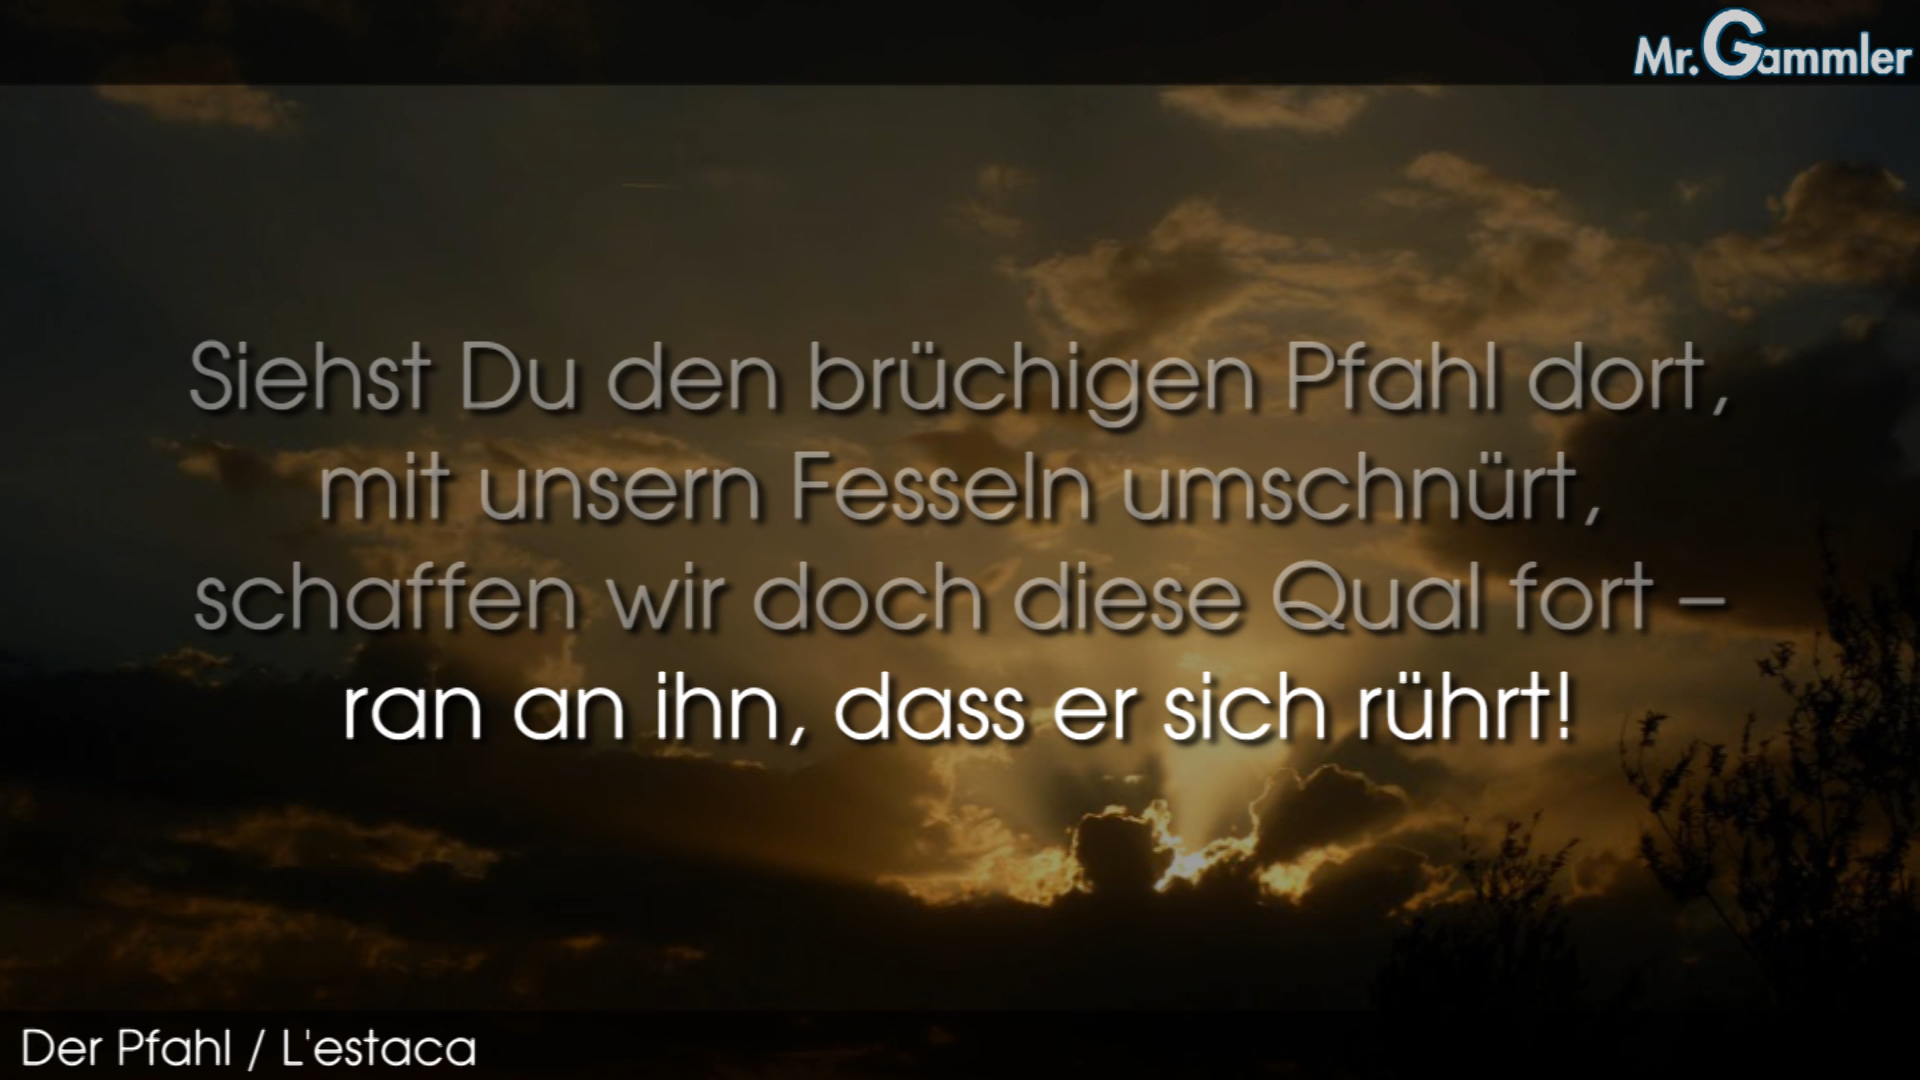 Mr.Gammler
Siehst Du den brüchigen Pfahl dort,
mit unsern Fesseln umschnürt,
schaffen wir doch diese Qual fort –
ran an ihn, dass er sich rührt!
Der Pfahl / L'estaca